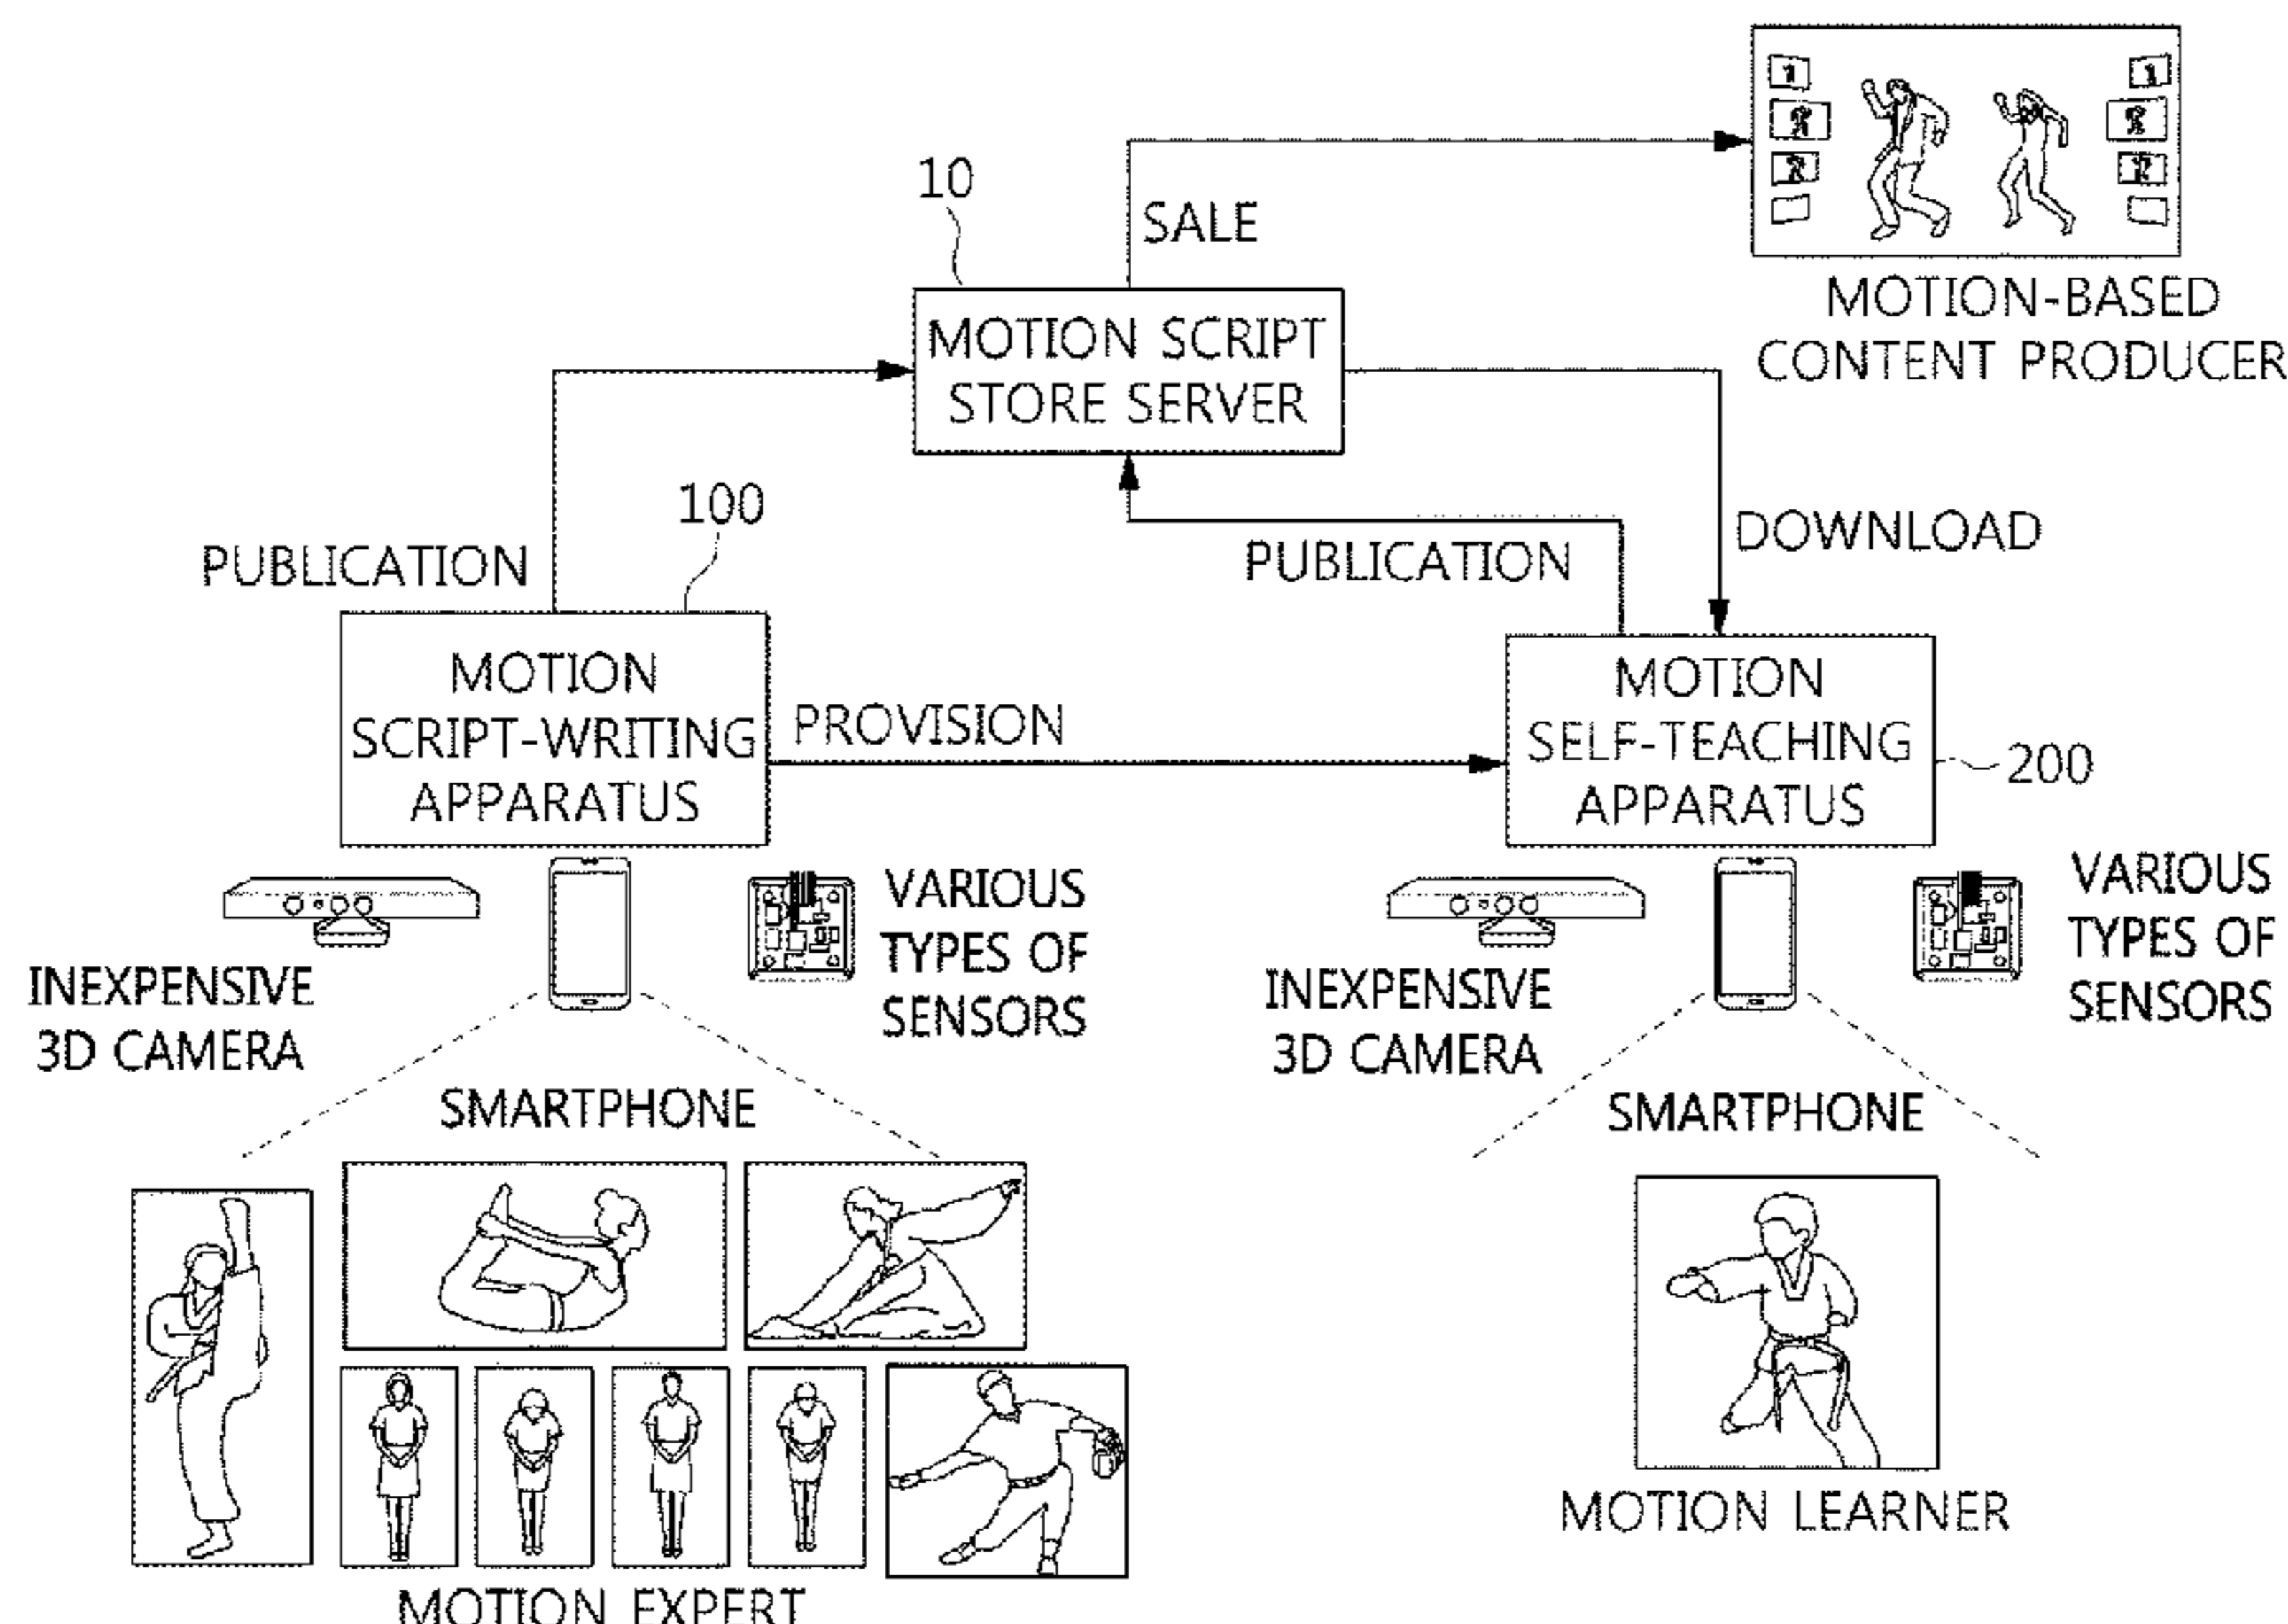 10
SALE
MOTION-BASED
CONTENT PRODUCER
MOTION SCRIPT
STORE SERVER
100
PUBLICATION
PUBLICATION
DOWNLOAD
MOTION
SCRIPT-WRITING
APPARATUS
PROVISION
MOTION
SELF-TEACHING
APPARATUS
200
INEXPENSIVE
3D CAMERA
SMARTPHONE
VARIOUS
TYPES OF
SENSORS
INEXPENSIVE
3D CAMERA
SMARTPHONE
VARIOUS
TYPES OF
SENSORS
MOTION EXPERT
MOTION LEARNER